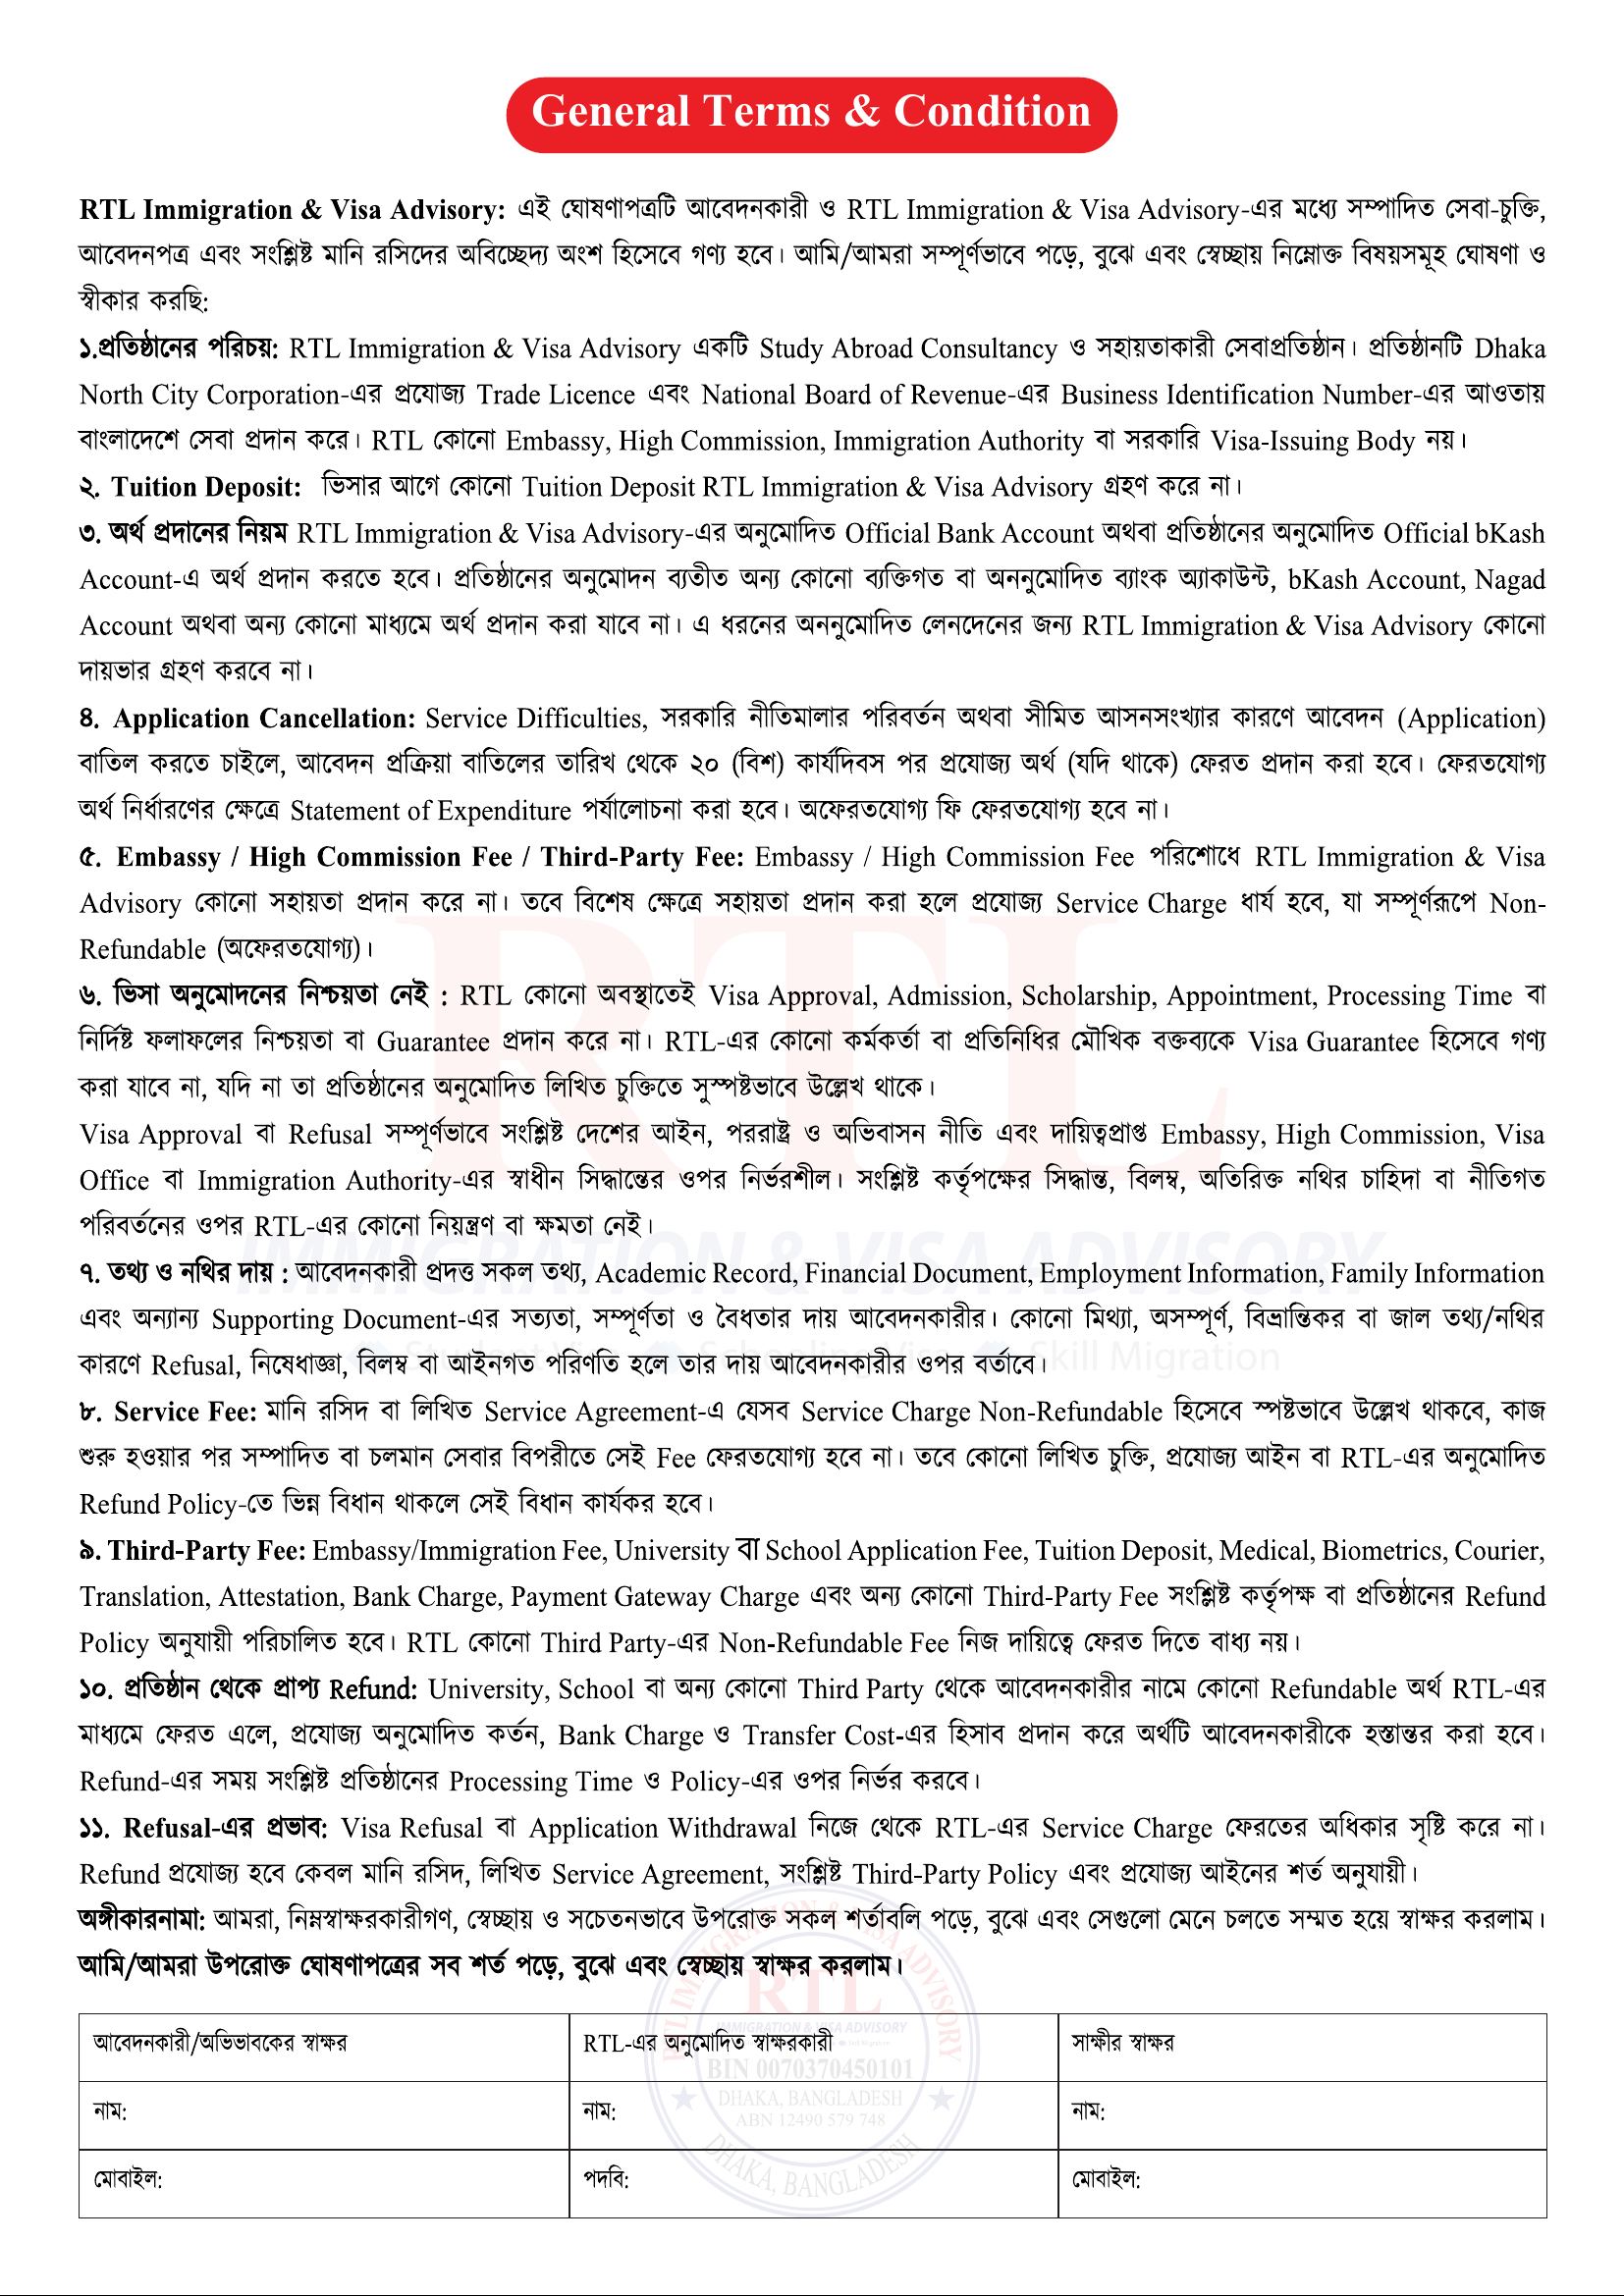 General Terms & Condition
RTL Immigration & Visa Advisory: এই ঘোষণাপত্রটি আবেদনকারী ও RTL Immigration & Visa Advisory-এর মধ্যে সম্পাদিত সেবা-চুক্তি,
আবেদনপত্র এবং সংশ্লিষ্ট মানি রসিদের অবিচ্ছেদ্য অংশ হিসেবে গণ্য হবে। আমি/আমরা সম্পূর্ণভাবে পড়ে, বুঝে এবং স্বেচ্ছায় নিম্নোক্ত বিষয়সমূহ ঘোষণা ও
স্বীকার করছি:
১.প্রতিষ্ঠানের পরিচয়: RTL Immigration & Visa Advisory একটি Study Abroad Consultancy ও সহায়তাকারী সেবাপ্রতিষ্ঠান। প্রতিষ্ঠানটি Dhaka
North City Corporation-এর প্রযোজ্য Trade Licence এবং National Board of Revenue-এর Business Identification Number-এর আওতায়
বাংলাদেশে সেবা প্রদান করে। RTL কোনো Embassy, High Commission, Immigration Authority বা সরকারি Visa-Issuing Body নয়।
২. Tuition Deposit: ভিসার আগে কোনো Tuition Deposit RTL Immigration & Visa Advisory গ্রহণ করে না।
৩. অর্থ প্রদানের নিয়ম RTL Immigration & Visa Advisory-এর অনুমোদিত Official Bank Account অথবা প্রতিষ্ঠানের অনুমোদিত Official bKash
Account-এ অর্থ প্রদান করতে হবে। প্রতিষ্ঠানের অনুমোদন ব্যতীত অন্য কোনো ব্যক্তিগত বা অননুমোদিত ব্যাংক অ্যাকাউন্ট, bKash Account, Nagad
Account অথবা অন্য কোনো মাধ্যমে অর্থ প্রদান করা যাবে না। এ ধরনের অননুমোদিত লেনদেনের জন্য RTL Immigration & Visa Advisory কোনো
দায়ভার গ্রহণ করবে না।
৪. Application Cancellation: Service Difficulties, সরকারি নীতিমালার পরিবর্তন অথবা সীমিত আসনসংখ্যার কারণে আবেদন (Application)
বাতিল করতে চাইলে, আবেদন প্রক্রিয়া বাতিলের তারিখ থেকে ২০ (বিশ) কার্যদিবস পর প্রযোজ্য অর্থ (যদি থাকে) ফেরত প্রদান করা হবে। ফেরতযোগ্য
অর্থ নির্ধারণের ক্ষেত্রে Statement of Expenditure পর্যালোচনা করা হবে। অফেরতযোগ্য ফি ফেরতযোগ্য হবে না।
৫. Embassy / High Commission Fee / Third-Party Fee: Embassy / High Commission Fee পরিশোধে RTL Immigration & Visa
Advisory কোনো সহায়তা প্রদান করে না। তবে বিশেষ ক্ষেত্রে সহায়তা প্রদান করা হলে প্রযোজ্য Service Charge ধার্য হবে, যা সম্পূর্ণরূপে Non-
Refundable (অফেরতযোগ্য)।
৬. ভিসা অনুমোদনের নিশ্চয়তা নেই : RTL কোনো অবস্থাতেই Visa Approval, Admission, Scholarship, Appointment, Processing Time বা
নির্দিষ্ট ফলাফলের নিশ্চয়তা বা Guarantee প্রদান করে না। RTL-এর কোনো কর্মকর্তা বা প্রতিনিধির মৌখিক বক্তব্যকে Visa Guarantee হিসেবে গণ্য
করা যাবে না, যদি না তা প্রতিষ্ঠানের অনুমোদিত লিখিত চুক্তিতে সুস্পষ্টভাবে উল্লেখ থাকে।
Visa Approval বা Refusal সম্পূর্ণভাবে সংশ্লিষ্ট দেশের আইন, পররাষ্ট্র ও অভিবাসন নীতি এবং দায়িত্বপ্রাপ্ত Embassy, High Commission, Visa
Office বা Immigration Authority-এর স্বাধীন সিদ্ধান্তের ওপর নির্ভরশীল। সংশ্লিষ্ট কর্তৃপক্ষের সিদ্ধান্ত, বিলম্ব, অতিরিক্ত নথির চাহিদা বা নীতিগত
পরিবর্তনের ওপর RTL-এর কোনো নিয়ন্ত্রণ বা ক্ষমতা নেই।
৭. তথ্য ও নথির দায় : আবেদনকারী প্রদত্ত সকল তথ্য, Academic Record, Financial Document, Employment Information, Family Information
এবং অন্যান্য Supporting Document-এর সত্যতা, সম্পূর্ণতা ও বৈধতার দায় আবেদনকারীর। কোনো মিথ্যা, অসম্পূর্ণ, বিভ্রান্তিকর বা জাল তথ্য/নথির
কারণে Refusal, নিষেধাজ্ঞা, বিলম্ব বা আইনগত পরিণতি হলে তার দায় আবেদনকারীর ওপর বর্তাবে।
৮. Service Fee: মানি রসিদ বা লিখিত Service Agreement-এ যেসব Service Charge Non-Refundable হিসেবে স্পষ্টভাবে উল্লেখ থাকবে, কাজ
শুরু হওয়ার পর সম্পাদিত বা চলমান সেবার বিপরীতে সেই Fee ফেরতযোগ্য হবে না। তবে কোনো লিখিত চুক্তি, প্রযোজ্য আইন বা RTL-এর অনুমোদিত
Refund Policy-তে ভিন্ন বিধান থাকলে সেই বিধান কার্যকর হবে।
৯. Third-Party Fee: Embassy/Immigration Fee, University বা School Application Fee, Tuition Deposit, Medical, Biometrics, Courier,
Translation, Attestation, Bank Charge, Payment Gateway Charge এবং অন্য কোনো Third-Party Fee সংশ্লিষ্ট কর্তৃপক্ষ বা প্রতিষ্ঠানের Refund
Policy অনুযায়ী পরিচালিত হবে। RTL কোনো Third Party-এর Non-Refundable Fee নিজ দায়িত্বে ফেরত দিতে বাধ্য নয়।
১০. প্রতিষ্ঠান থেকে প্রাপ্য Refund: University, School বা অন্য কোনো Third Party থেকে আবেদনকারীর নামে কোনো Refundable অর্থ RTL-এর
মাধ্যমে ফেরত এলে, প্রযোজ্য অনুমোদিত কর্তন, Bank Charge ও Transfer Cost-এর হিসাব প্রদান করে অর্থটি আবেদনকারীকে হস্তান্তর করা হবে।
Refund-এর সময় সংশ্লিষ্ট প্রতিষ্ঠানের Processing Time ও Policy-এর ওপর নির্ভর করবে।
১১. Refusal-এর প্রভাব: Visa Refusal বা Application Withdrawal নিজে থেকে RTL-এর Service Charge ফেরতের অধিকার সৃষ্টি করে না।
Refund প্রযোজ্য হবে কেবল মানি রসিদ, লিখিত Service Agreement, সংশ্লিষ্ট Third-Party Policy এবং প্রযোজ্য আইনের শর্ত অনুযায়ী।
অঙ্গীকারনামা: আমরা, নিম্নস্বাক্ষরকারীগণ, স্বেচ্ছায় ও সচেতনভাবে উপরোক্ত সকল শর্তাবলি পড়ে, বুঝে এবং সেগুলো মেনে চলতে সম্মত হয়ে স্বাক্ষর করলাম।
আমি/আমরা উপরোক্ত ঘোষণাপত্রের সব শর্ত পড়ে, বুঝে এবং স্বেচ্ছায় স্বাক্ষর করলাম।
আবেদনকারী/অভিভাবকের স্বাক্ষর RTL-এর অনুমোদিত স্বাক্ষরকারী সাক্ষীর স্বাক্ষর
নাম: নাম: নাম:
মোবাইল: পদবি: মোবাইল:
RTL
IMMIGRATION & VISA ADVISORY
Student Visa Schooling Visa Skill Migration
RTL IMMIGRATION & VISA ADVISORY
RTL
IMMIGRATION & VISA ADVISORY
BIN 0070370450101
DHAKA, BANGLADESH
ABN 12490 579 748
DHAKA, BANGLADESH